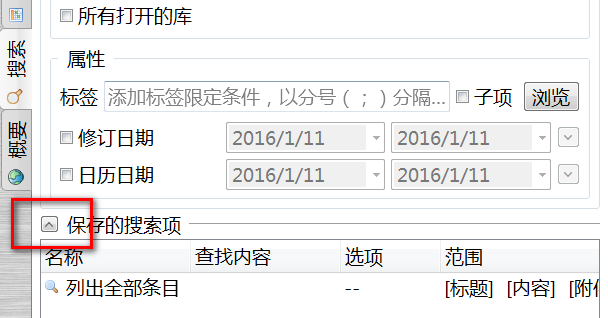 所有打开的库
搜索
属性
标签 添加标签限定条件，以分号（；）分隔... 子项 浏览
概要
修订日期 2016/1/11 2016/1/11
日历日期 2016/1/11 2016/1/11
保存的搜索项
名称 查找内容 选项 范围
列出全部条目 -- [标题] [内容] [附